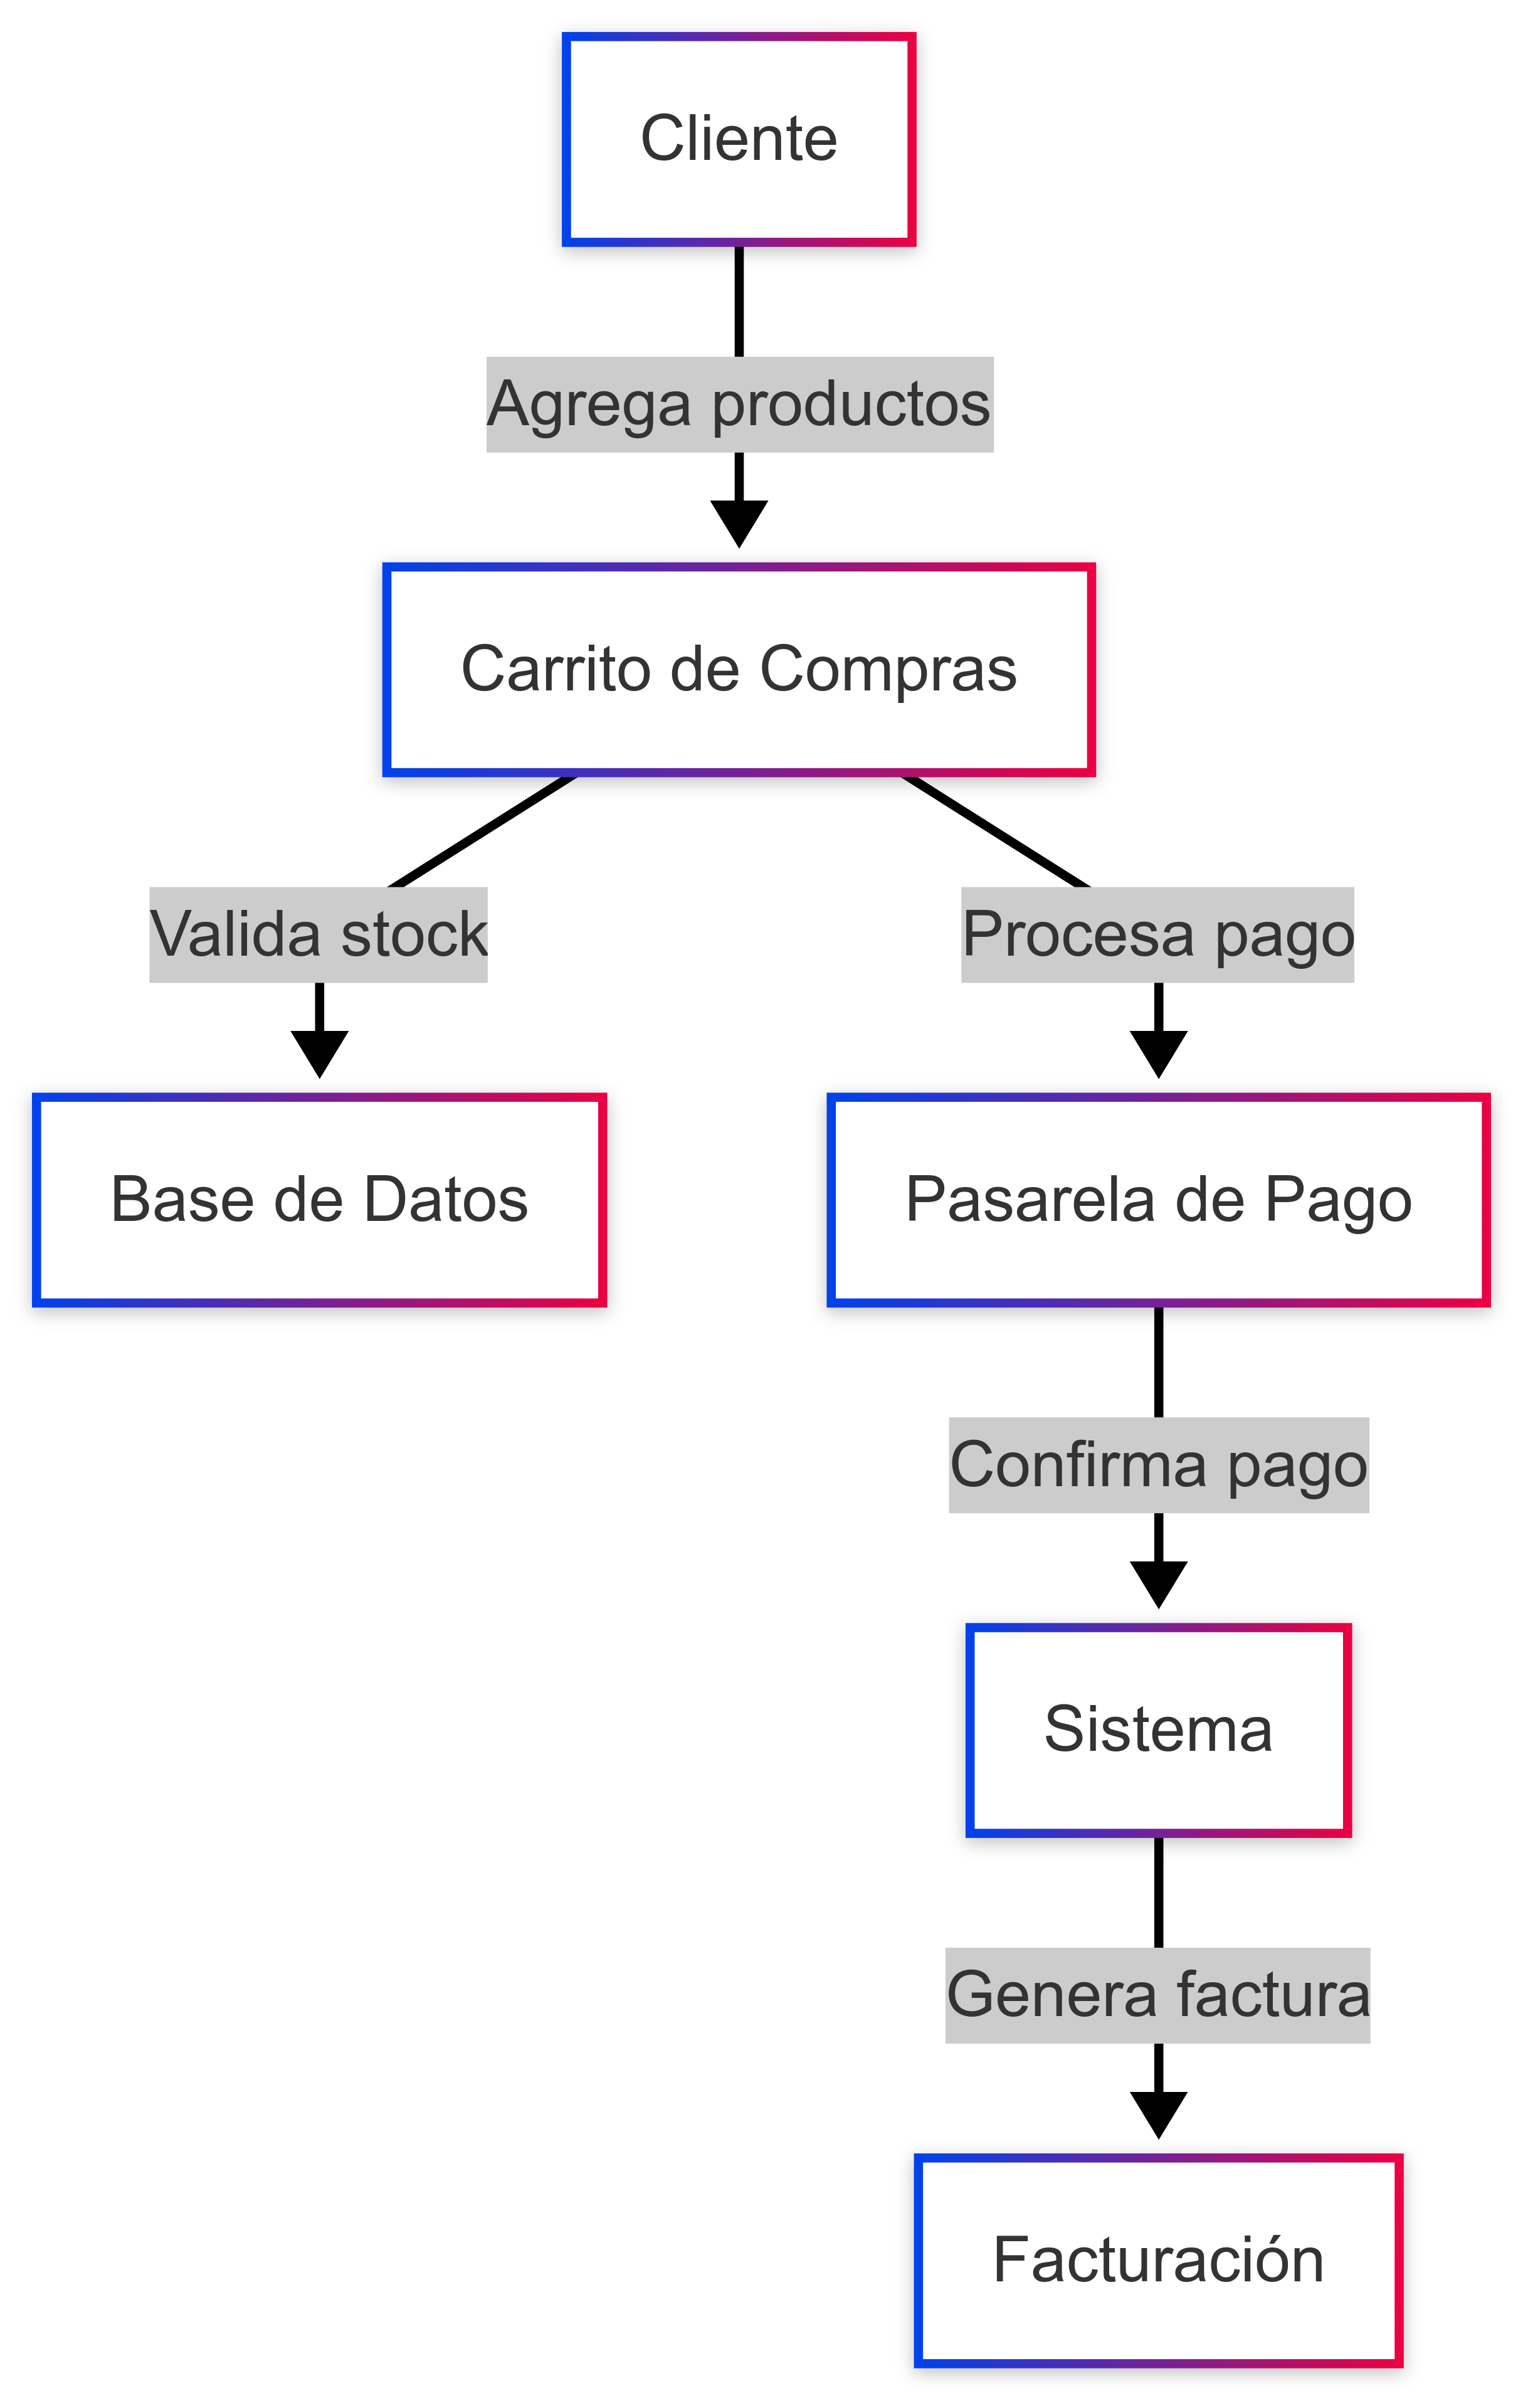 Cliente
Agrega productos
Carrito de Compras
Valida stock
Procesa pago
Base de Datos
Pasarela de Pago
Confirma pago
Sistema
Genera factura
Facturación